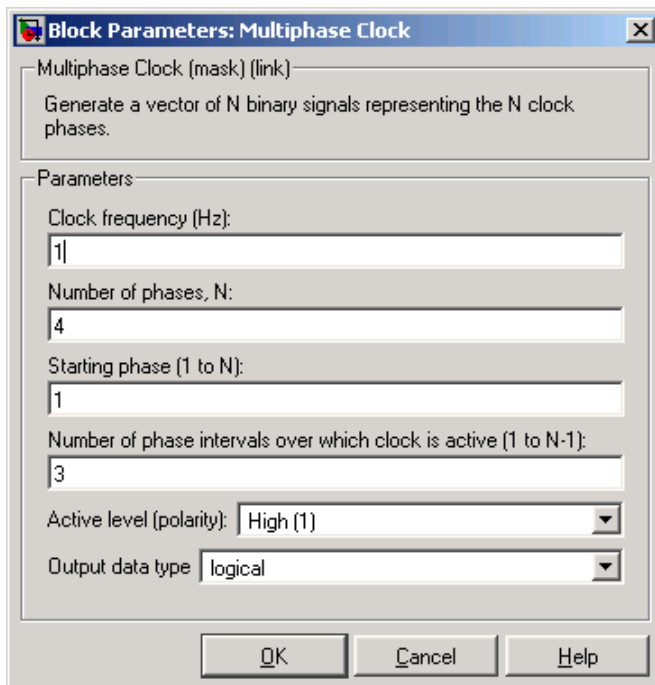 Block Parameters: Multiphase Clock
Multiphase Clock (mask) (link)
Generate a vector of N binary signals representing the N clock
phases.
Parameters
Clock frequency (Hz):
1
Number of phases, N:
4
Starting phase (1 to N):
1
Number of phase intervals over which clock is active (1 to N-1):
3
Active level (polarity): High (1)
Output data type logical
OK Cancel Help